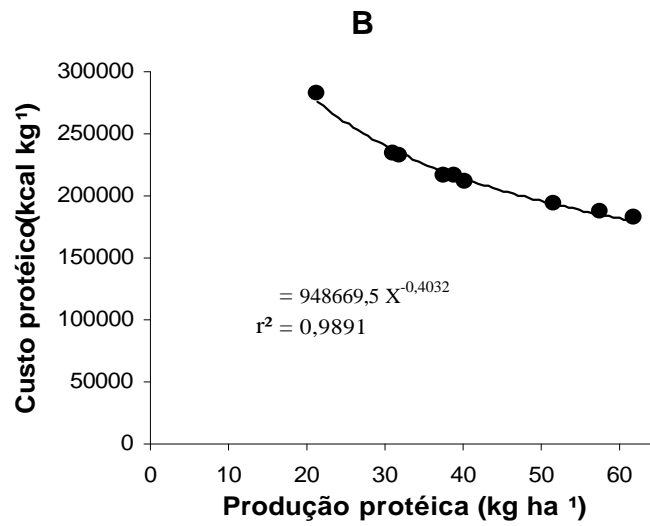 B
300000
250000
200000
150000
100000
50000
0
Custo protéico(kcal kg¹)
= 948669,5 X^-0,4032
r² = 0,9891
0 10 20 30 40 50 60
Produção protéica (kg ha ¹)